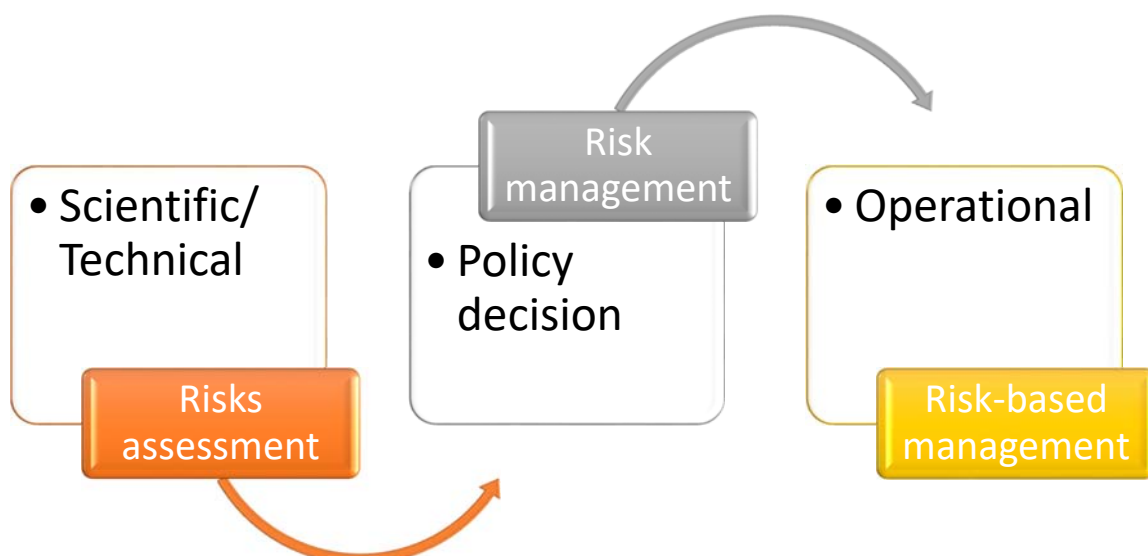 • Scientific/
Technical
Risks
assessment
Risk
management
• Policy
decision
• Operational
Risk-based
management